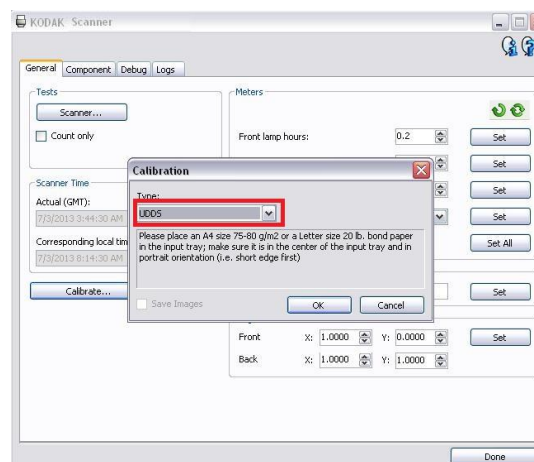 KODAK Scanner
General Component Debug Logs
Tests
Scanner...
Count only
Scanner Time
Actual (GMT):
7/3/2013 3:44:30 AM
Corresponding local tim
7/3/2013 8:14:30 AM
Calibrate...
Meters
Front lamp hours: 0.2 Set
Set
Set
Set
Set All
Set
Calibration
Type:
UDDS
Please place an A4 size 75-80 g/m2 or a Letter size 20 lb. bond paper
in the input tray; make sure it is in the center of the input tray and in
portrait orientation (i.e. short edge first)
Save Images OK Cancel
Front X: 1.0000 Y: 0.0000 Set
Back X: 1.0000 Y: 1.0000
Done